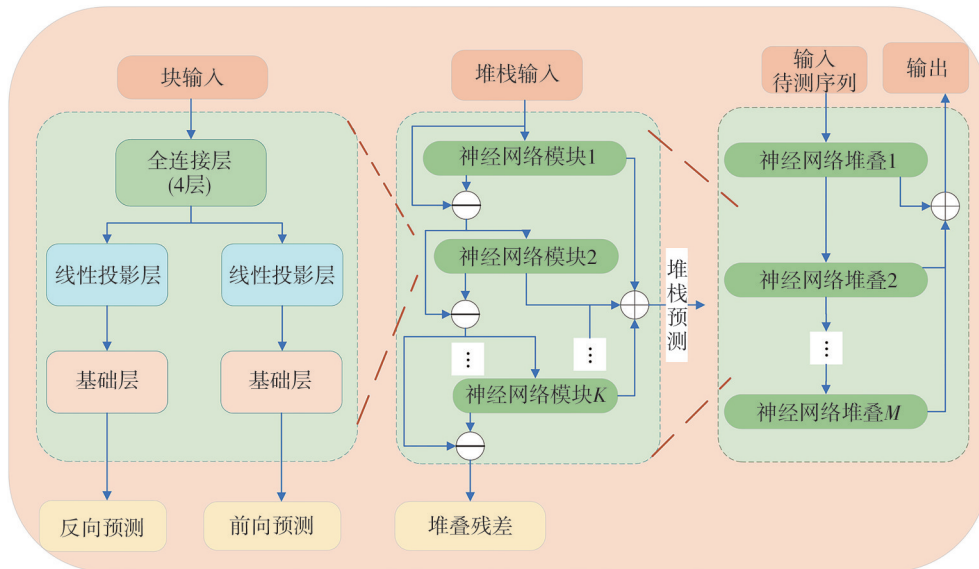 块输入
全连接层
(4层)
线性投影层
线性投影层
基础层
基础层
反向预测
前向预测
堆栈输入
神经网络模块1
神经网络模块2
⋮
⋮
神经网络模块K
堆叠残差
堆栈预测
输入
待测序列
输出
神经网络堆叠1
神经网络堆叠2
⋮
神经网络堆叠M